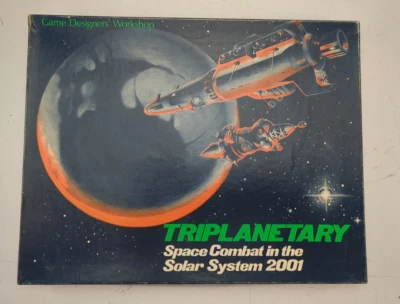 Game Designers' Workshop
TRIPLANETARY
Space Combat in the
Solar System 2001